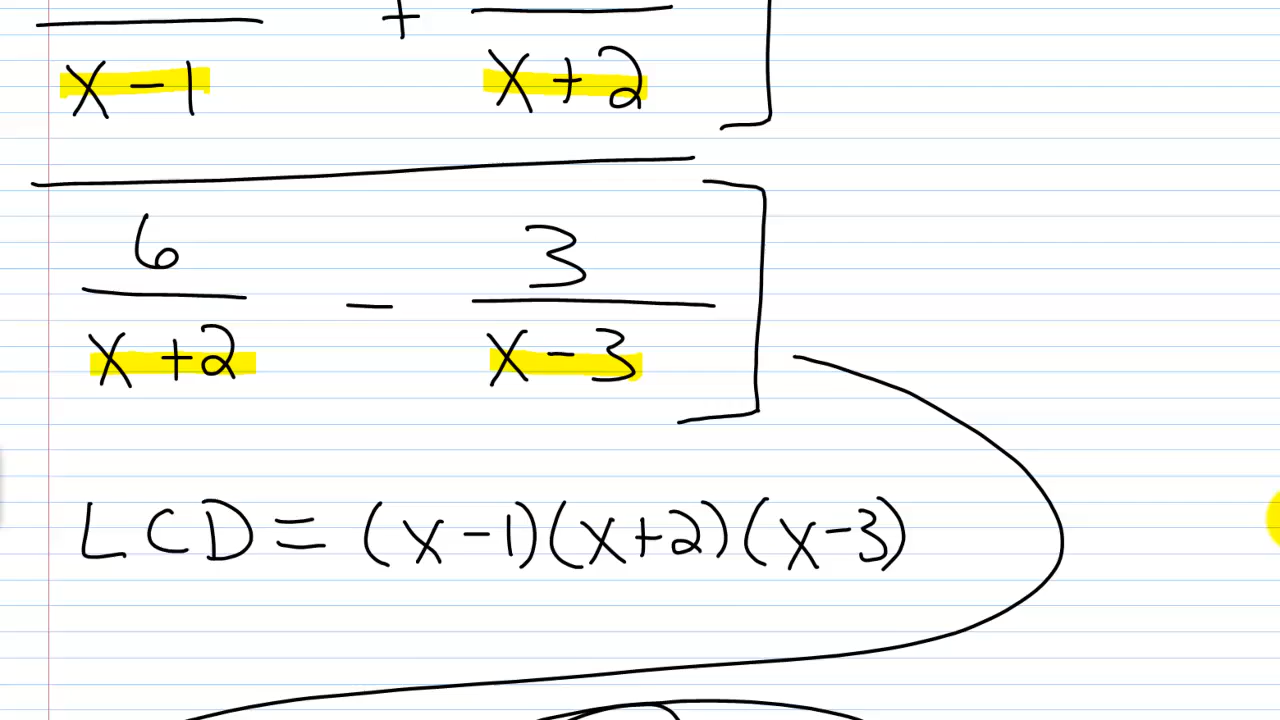 +
x - 1 x + 2
6 - 3
x + 2 x - 3
LCD = (x-1)(x+2)(x-3)